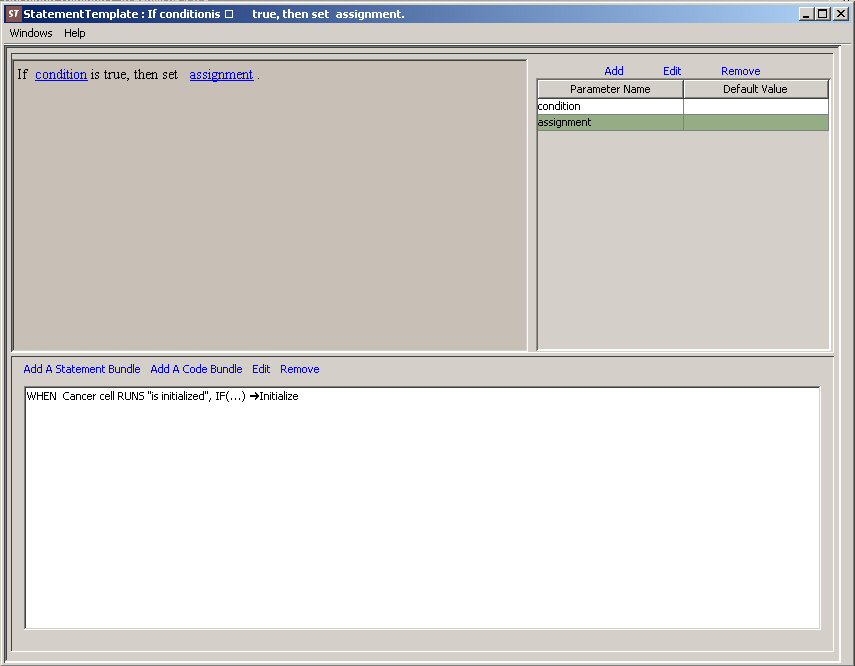 ST StatementTemplate : If conditionis □ true, then set assignment.
Windows Help
If condition is true, then set assignment .
Add Edit Remove
Parameter Name Default Value
condition
assignment
Add A Statement Bundle Add A Code Bundle Edit Remove
WHEN Cancer cell RUNS "is initialized", IF(...) ➔Initialize